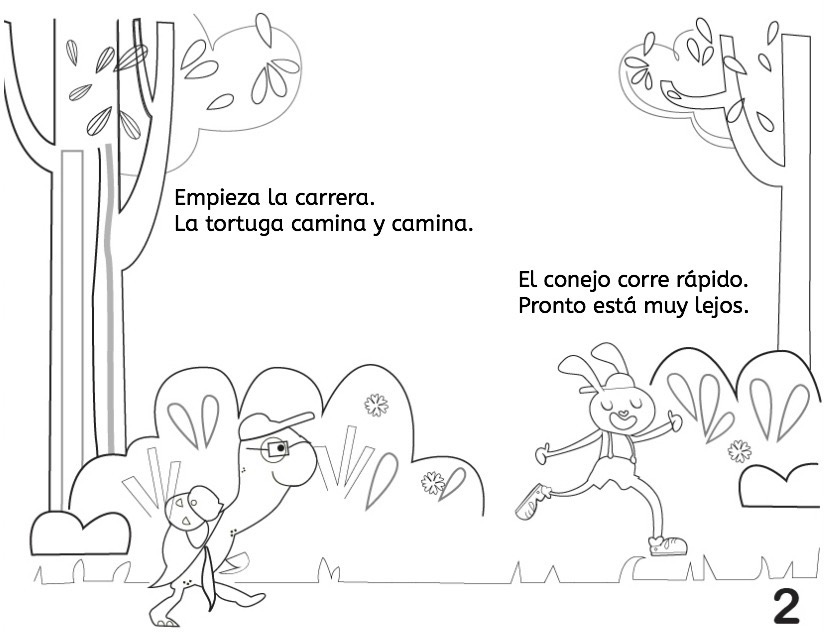 Empieza la carrera.
La tortuga camina y camina.
El conejo corre rápido.
Pronto está muy lejos.
2